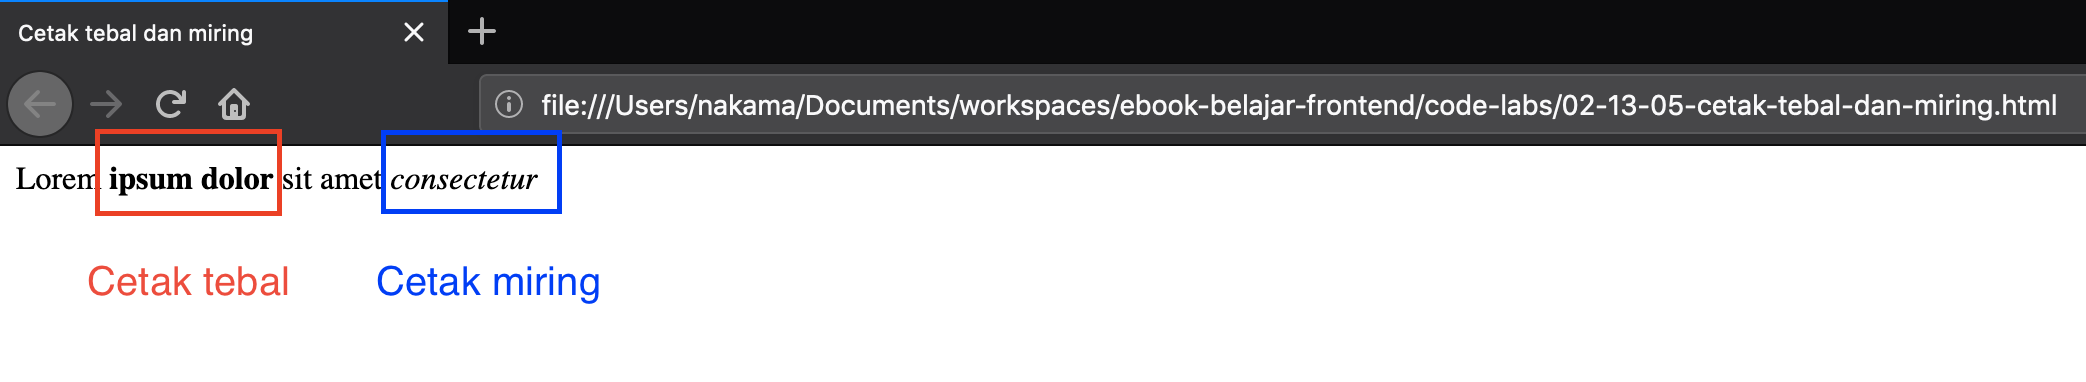 Cetak tebal dan miring
file:///Users/nakama/Documents/workspaces/ebook-belajar-frontend/code-labs/02-13-05-cetak-tebal-dan-miring.html
Lorem ipsum dolor sit amet consectetur
Cetak tebal Cetak miring